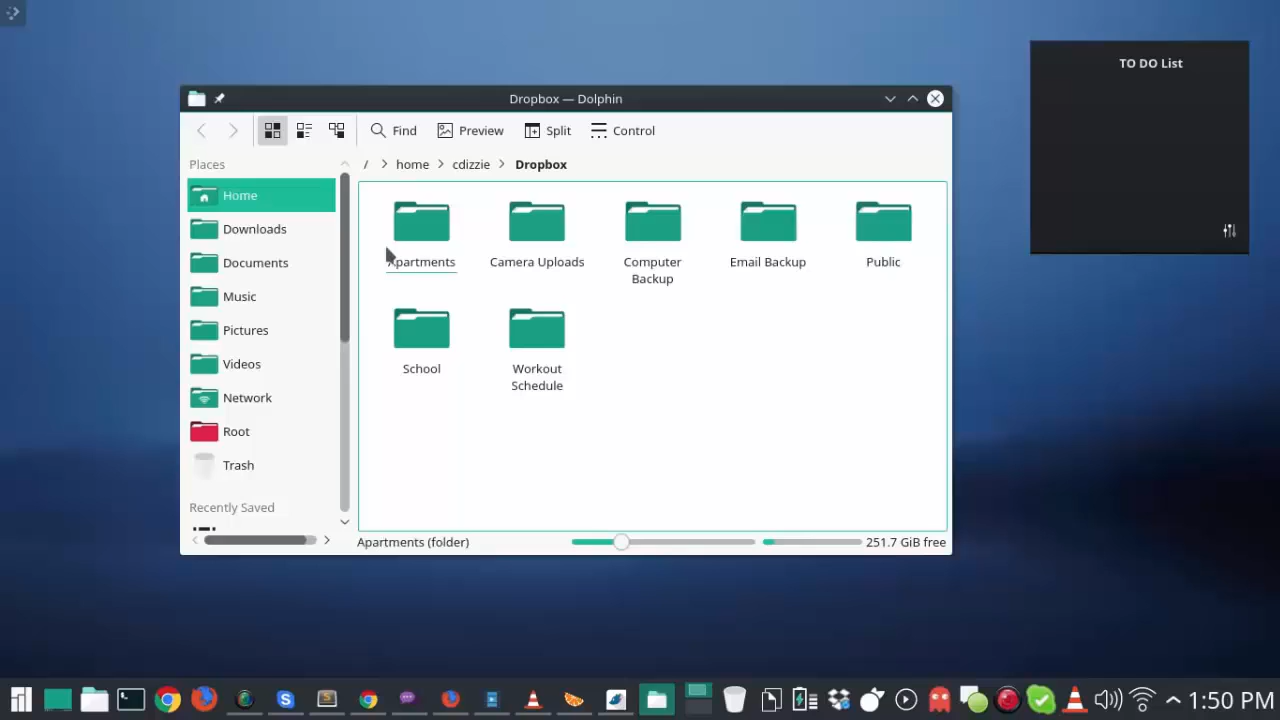 TO DO List
Dropbox — Dolphin
Find Preview Split Control
Places
/ > home > cdizzie > Dropbox
Home
Downloads
Documents
Music
Pictures
Videos
Network
Root
Trash
Recently Saved
Apartments Camera Uploads Computer Backup Email Backup Public
School Workout Schedule
Apartments (folder)
251.7 GiB free
1:50 PM